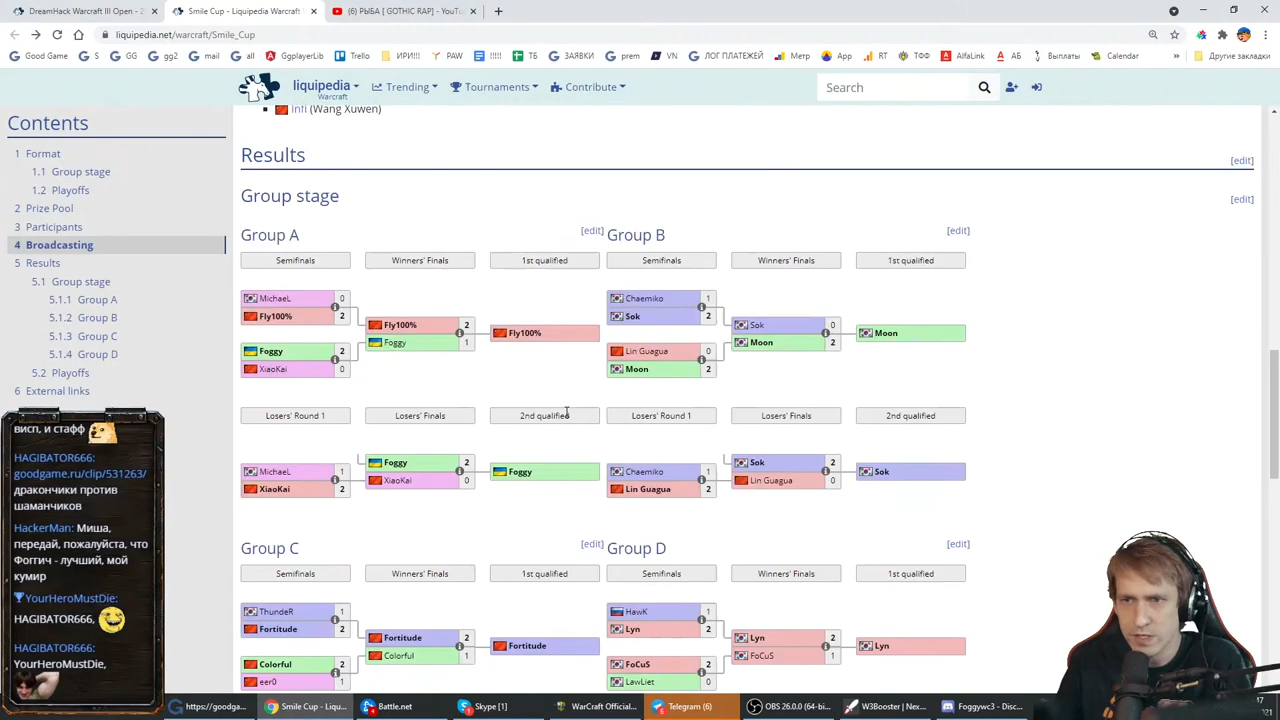 DreamHack Warcraft III Open - 2
Smile Cup - Liquipedia Warcraft
(6) РЫБА [ GOTHIC RAP] - YouTu
liquipedia.net/warcraft/Smile_Cup
Good Game
S
GG
gg2
mail
all
GgplayerLab
Trello
ИРИ!!!
PAW
!!!!!
ТБ
ЗАЯВКИ
prem
VN
ЛОГ ПЛАТЕЖЕЙ
Метр
App
RT
ТФФ
AlfaLink
АБ
Выплаты
Calendar
»
Другие закладки
liquipedia
Warcraft
Trending
Tournaments
Contribute
Search
Contents
1 Format
1.1 Group stage
1.2 Playoffs
2 Prize Pool
3 Participants
4 Broadcasting
5 Results
5.1 Group stage
5.1.1 Group A
5.1.2 Group B
5.1.3 Group C
5.1.4 Group D
5.2 Playoffs
6 External links
Infi (Wang Xuwen)
Results
[edit]
Group stage
[edit]
Group A
[edit]
Semifinals
Winners' Finals
1st qualified
MichaeL 0
Fly100% 2
Foggy 2
XiaoKai 0
Fly100% 2
Foggy 1
Fly100%
Losers' Round 1
Losers' Finals
2nd qualified
MichaeL 1
XiaoKai 2
Foggy 2
XiaoKai 0
Foggy
Group B
[edit]
Semifinals
Winners' Finals
1st qualified
Chaemiko 1
Sok 2
Lin Guagua 0
Moon 2
Sok 0
Moon 2
Moon
Losers' Round 1
Losers' Finals
2nd qualified
Chaemiko 1
Lin Guagua 2
Sok 2
Lin Guagua 0
Sok
Group C
[edit]
Semifinals
Winners' Finals
1st qualified
ThundeR 1
Fortitude 2
Colorful 2
eer0 1
Fortitude 2
Colorful 1
Fortitude
Group D
[edit]
Semifinals
Winners' Finals
1st qualified
HawK 1
Lyn 2
FoCuS 2
LawLiet 0
Lyn 2
FoCuS 1
Lyn
висп, и стафф
HAGIBATOR666:
goodgame.ru/clip/531263/
дракончики против
шаманчиков
HackerMan: Миша,
передай, пожалуйста, что
Фоггич - лучший, мой
кумир
YourHeroMustDie:
HAGIBATOR666,
HAGIBATOR666:
YourHeroMustDie,
https://goodga...
Smile Cup - Liqu...
Battle.net
Skype [1]
WarCraft Official...
Telegram (6)
OBS 26.0.0 (64-bi...
W3Booster | Nex...
Foggywc3 - Disc...